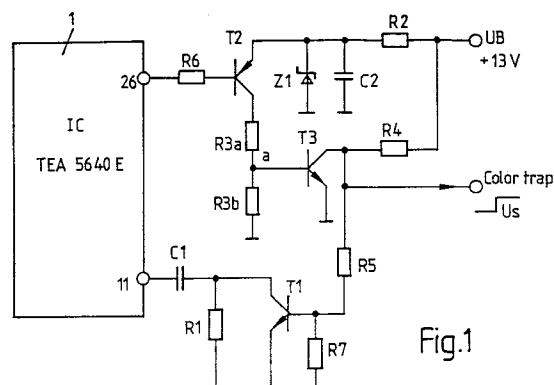 1
IC
TEA 5640 E
26
11
R6
T2
R3a
a
R3b
Z1
C2
R2
UB
+13 V
T3
R4
Color trap
Us
R5
C1
R1
T1
R7
Fig.1